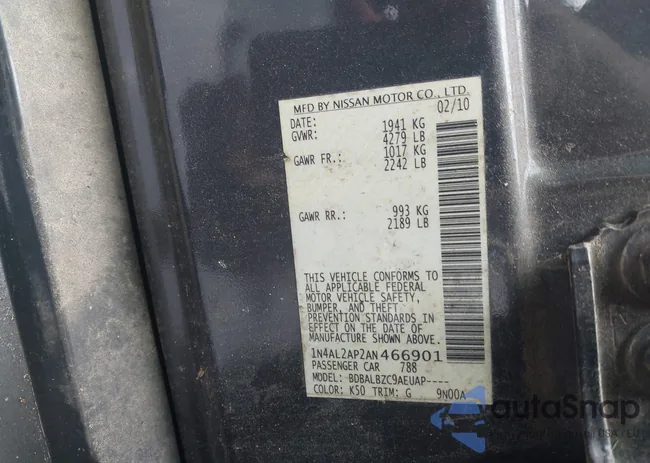 MFD BY NISSAN MOTOR CO., LTD.
DATE: 02/10
GVWR: 1941 KG
4279 LB
GAWR FR.: 1017 KG
2242 LB
GAWR RR.: 993 KG
2189 LB
THIS VEHICLE CONFORMS TO
ALL APPLICABLE FEDERAL
MOTOR VEHICLE SAFETY,
BUMPER, AND THEFT
PREVENTION STANDARDS IN
EFFECT ON THE DATE OF
MANUFACTURE SHOWN ABOVE.
1N4AL2AP2AN466901
PASSENGER CAR 788
MODEL: BDBALBZC9AEUAP----
COLOR: K50 TRIM: G 9N00A
autoSnap